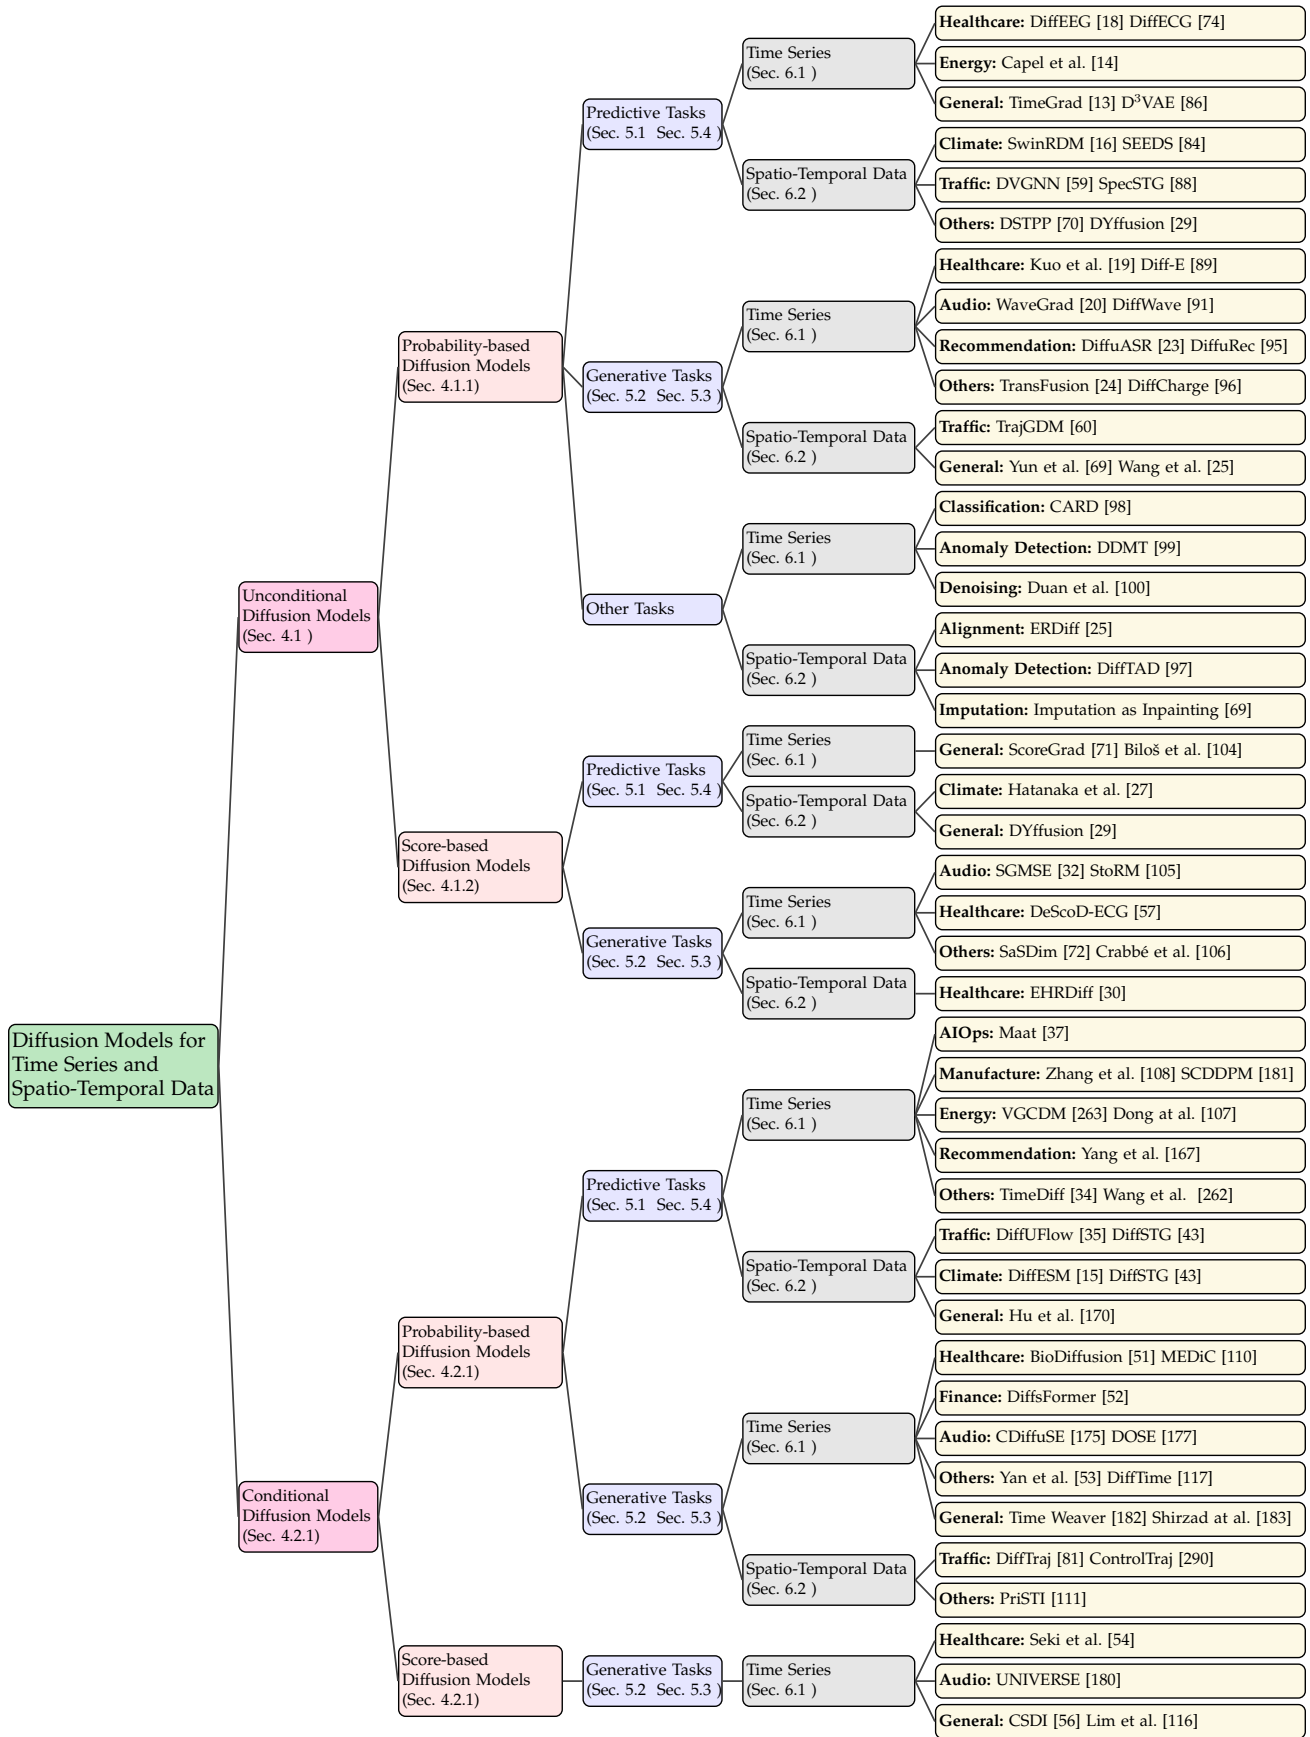 Diffusion Models for
Time Series and
Spatio-Temporal Data
Unconditional
Diffusion Models
(Sec. 4.1 )
Probability-based
Diffusion Models
(Sec. 4.1.1)
Predictive Tasks
(Sec. 5.1 Sec. 5.4 )
Time Series
(Sec. 6.1 )
Healthcare: DiffEEG [18] DiffECG [74]
Energy: Capel et al. [14]
General: TimeGrad [13] D³VAE [86]
Spatio-Temporal Data
(Sec. 6.2 )
Climate: SwinRDM [16] SEEDS [84]
Traffic: DVGNN [59] SpecSTG [88]
Others: DSTPP [70] DYffusion [29]
Generative Tasks
(Sec. 5.2 Sec. 5.3 )
Time Series
(Sec. 6.1 )
Healthcare: Kuo et al. [19] Diff-E [89]
Audio: WaveGrad [20] DiffWave [91]
Recommendation: DiffuASR [23] DiffuRec [95]
Others: TransFusion [24] DiffCharge [96]
Spatio-Temporal Data
(Sec. 6.2 )
Traffic: TrajGDM [60]
General: Yun et al. [69] Wang et al. [25]
Other Tasks
Time Series
(Sec. 6.1 )
Classification: CARD [98]
Anomaly Detection: DDMT [99]
Denoising: Duan et al. [100]
Spatio-Temporal Data
(Sec. 6.2 )
Alignment: ERDiff [25]
Anomaly Detection: DiffTAD [97]
Imputation: Imputation as Inpainting [69]
Score-based
Diffusion Models
(Sec. 4.1.2)
Predictive Tasks
(Sec. 5.1 Sec. 5.4 )
Time Series
(Sec. 6.1 )
General: ScoreGrad [71] Biloš et al. [104]
Spatio-Temporal Data
(Sec. 6.2 )
Climate: Hatanaka et al. [27]
General: DYffusion [29]
Generative Tasks
(Sec. 5.2 Sec. 5.3 )
Time Series
(Sec. 6.1 )
Audio: SGMSE [32] StoRM [105]
Healthcare: DeScoD-ECG [57]
Others: SaSDim [72] Crabbé et al. [106]
Spatio-Temporal Data
(Sec. 6.2 )
Healthcare: EHRDiff [30]
Conditional
Diffusion Models
(Sec. 4.2.1)
Probability-based
Diffusion Models
(Sec. 4.2.1)
Predictive Tasks
(Sec. 5.1 Sec. 5.4 )
Time Series
(Sec. 6.1 )
AIOps: Maat [37]
Manufacture: Zhang et al. [108] SCDDPM [181]
Energy: VGCDM [263] Dong at al. [107]
Recommendation: Yang et al. [167]
Others: TimeDiff [34] Wang et al. [262]
Spatio-Temporal Data
(Sec. 6.2 )
Traffic: DiffUFlow [35] DiffSTG [43]
Climate: DiffESM [15] DiffSTG [43]
General: Hu et al. [170]
Generative Tasks
(Sec. 5.2 Sec. 5.3 )
Time Series
(Sec. 6.1 )
Healthcare: BioDiffusion [51] MEDiC [110]
Finance: DiffsFormer [52]
Audio: CDiffuSE [175] DOSE [177]
Others: Yan et al. [53] DiffTime [117]
General: Time Weaver [182] Shirzad at al. [183]
Spatio-Temporal Data
(Sec. 6.2 )
Traffic: DiffTraj [81] ControlTraj [290]
Others: PriSTI [111]
Score-based
Diffusion Models
(Sec. 4.2.1)
Generative Tasks
(Sec. 5.2 Sec. 5.3 )
Time Series
(Sec. 6.1 )
Healthcare: Seki et al. [54]
Audio: UNIVERSE [180]
General: CSDI [56] Lim et al. [116]